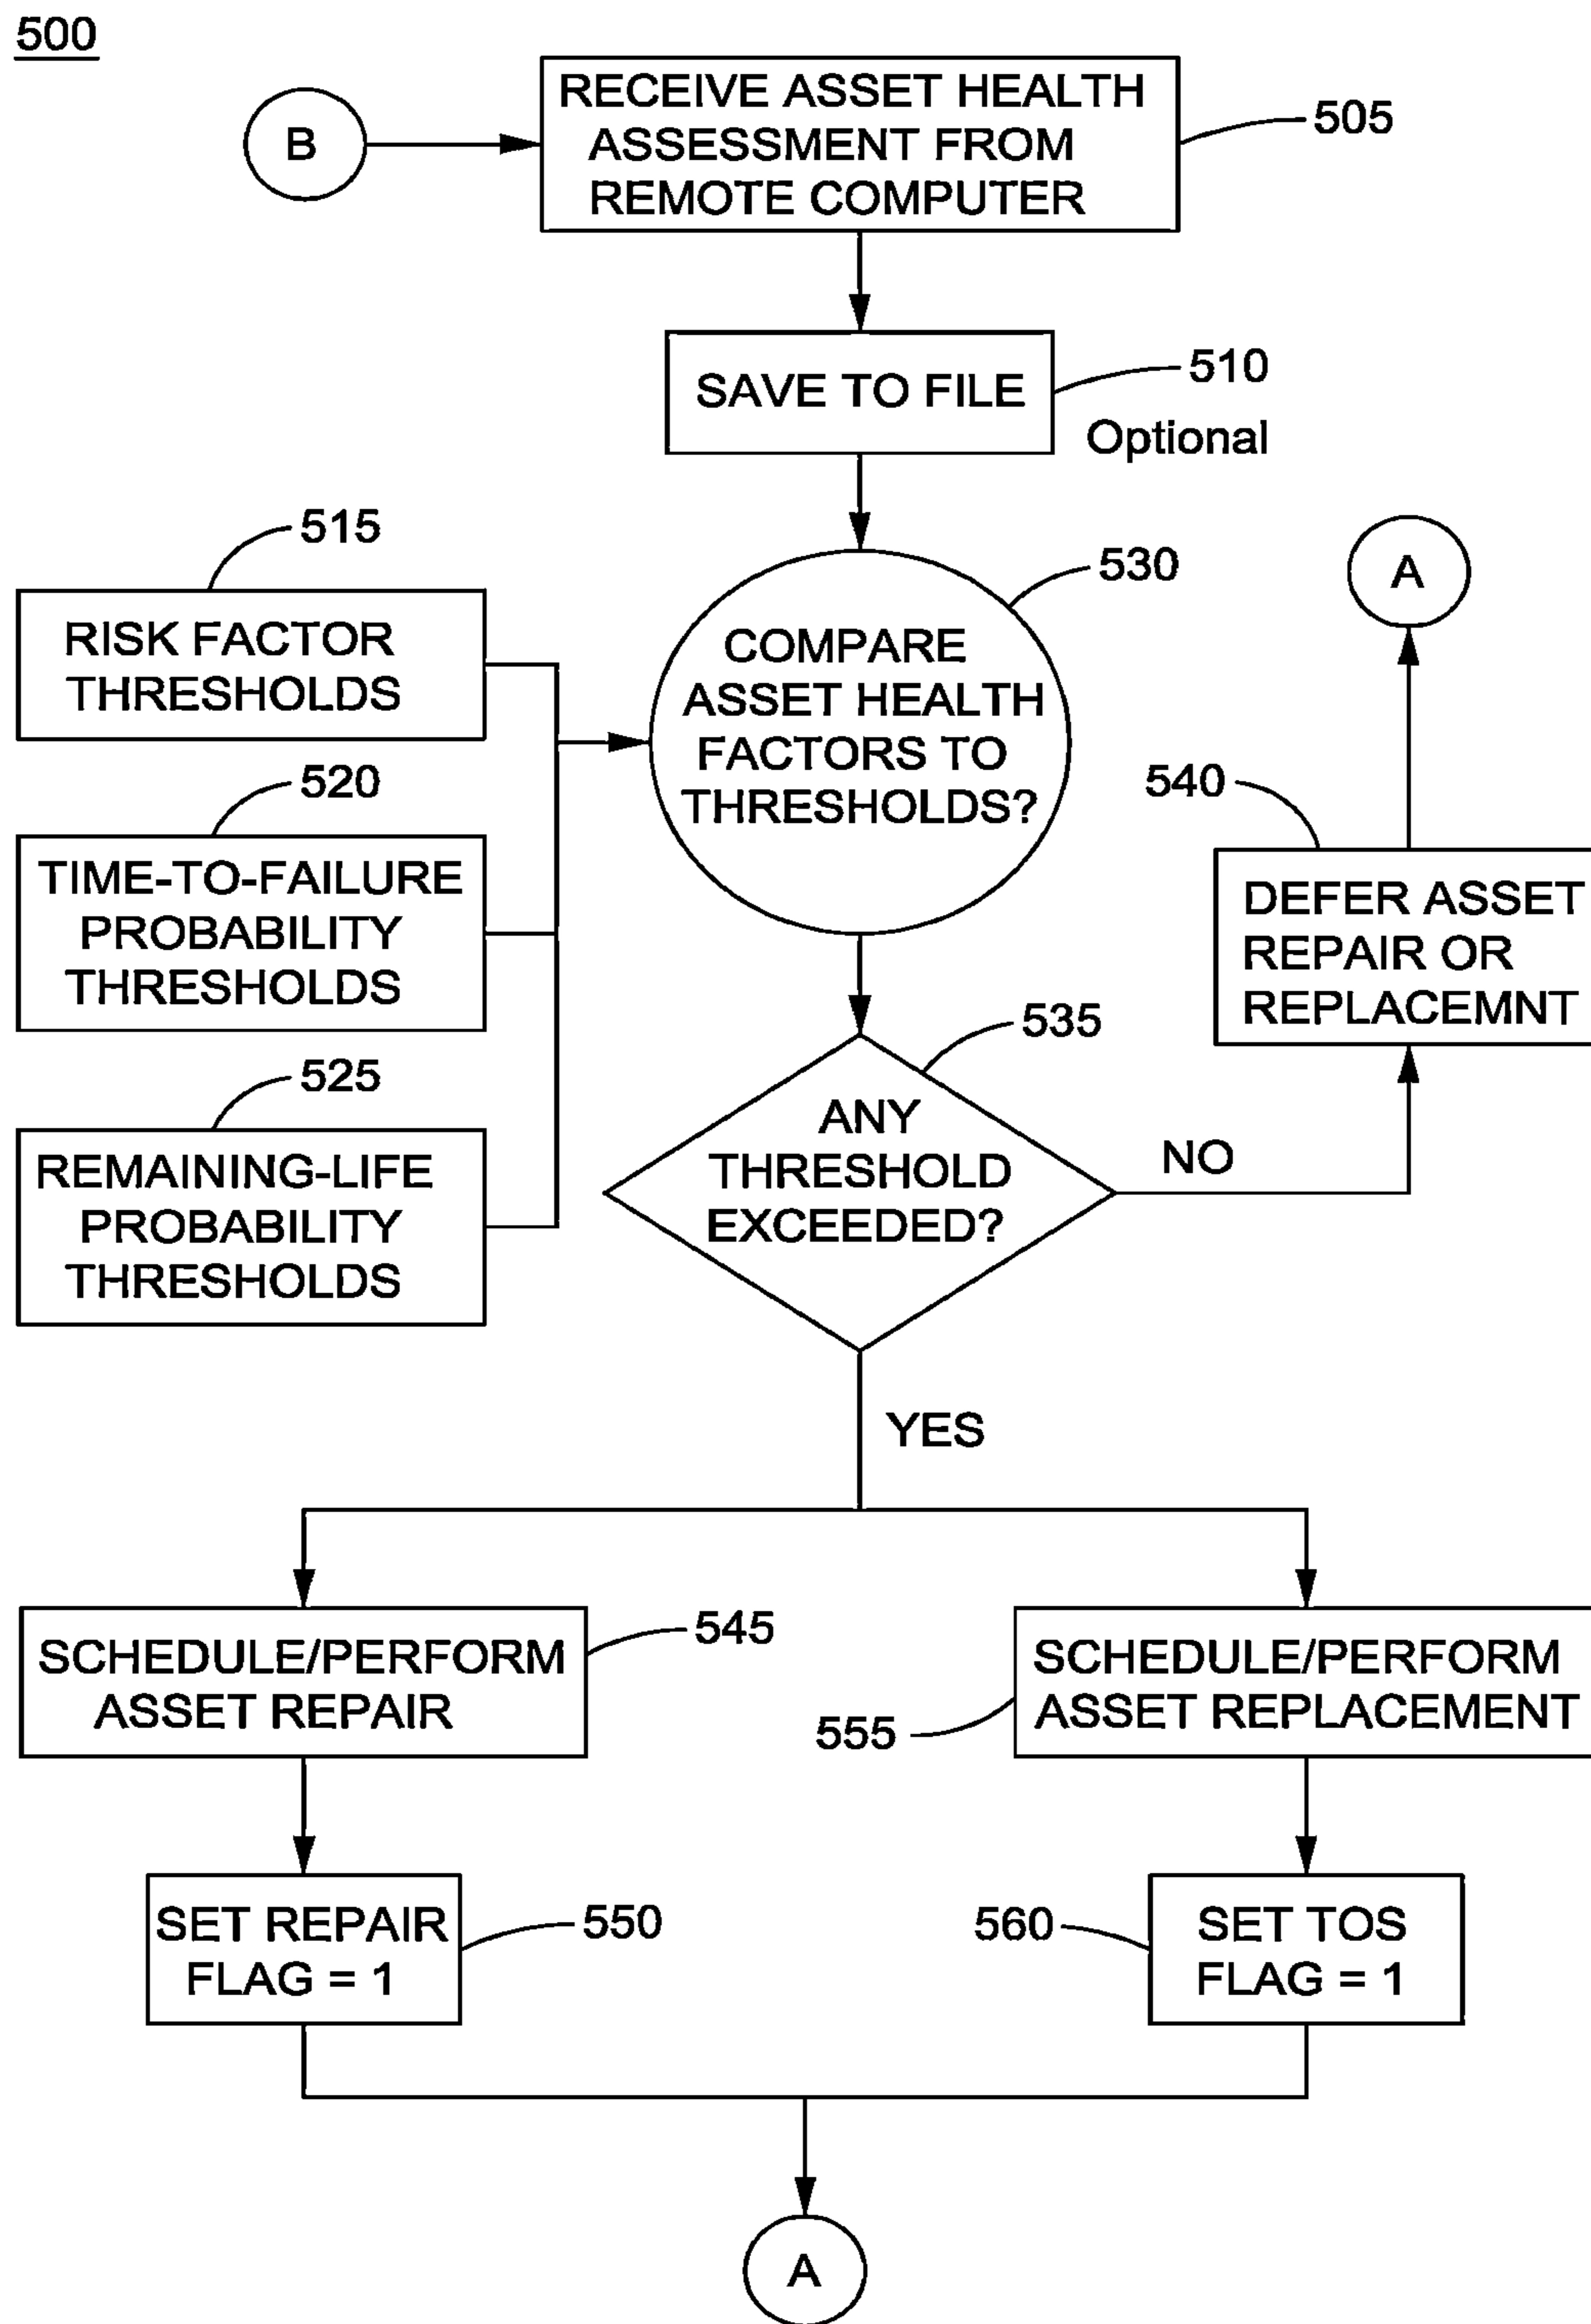 500
B
RECEIVE ASSET HEALTH
ASSESSMENT FROM
REMOTE COMPUTER
505
SAVE TO FILE
510
Optional
515
RISK FACTOR
THRESHOLDS
520
TIME-TO-FAILURE
PROBABILITY
THRESHOLDS
525
REMAINING-LIFE
PROBABILITY
THRESHOLDS
530
COMPARE
ASSET HEALTH
FACTORS TO
THRESHOLDS?
A
540
DEFER ASSET
REPAIR OR
REPLACEMNT
535
ANY
THRESHOLD
EXCEEDED?
NO
YES
SCHEDULE/PERFORM
ASSET REPAIR
545
555
SCHEDULE/PERFORM
ASSET REPLACEMENT
SET REPAIR
FLAG = 1
550
560
SET TOS
FLAG = 1
A